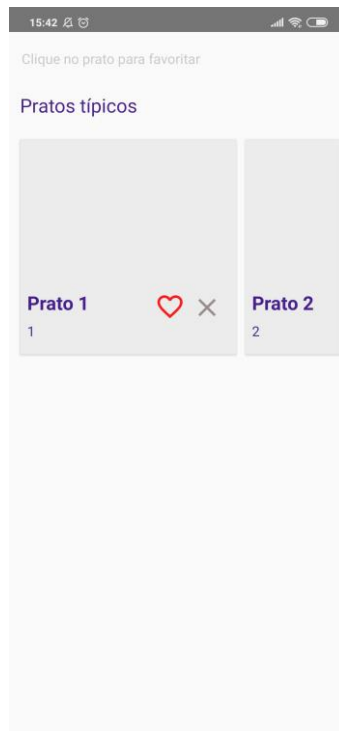 15:42
Clique no prato para favoritar
Pratos típicos
Prato 1
1
Prato 2
2